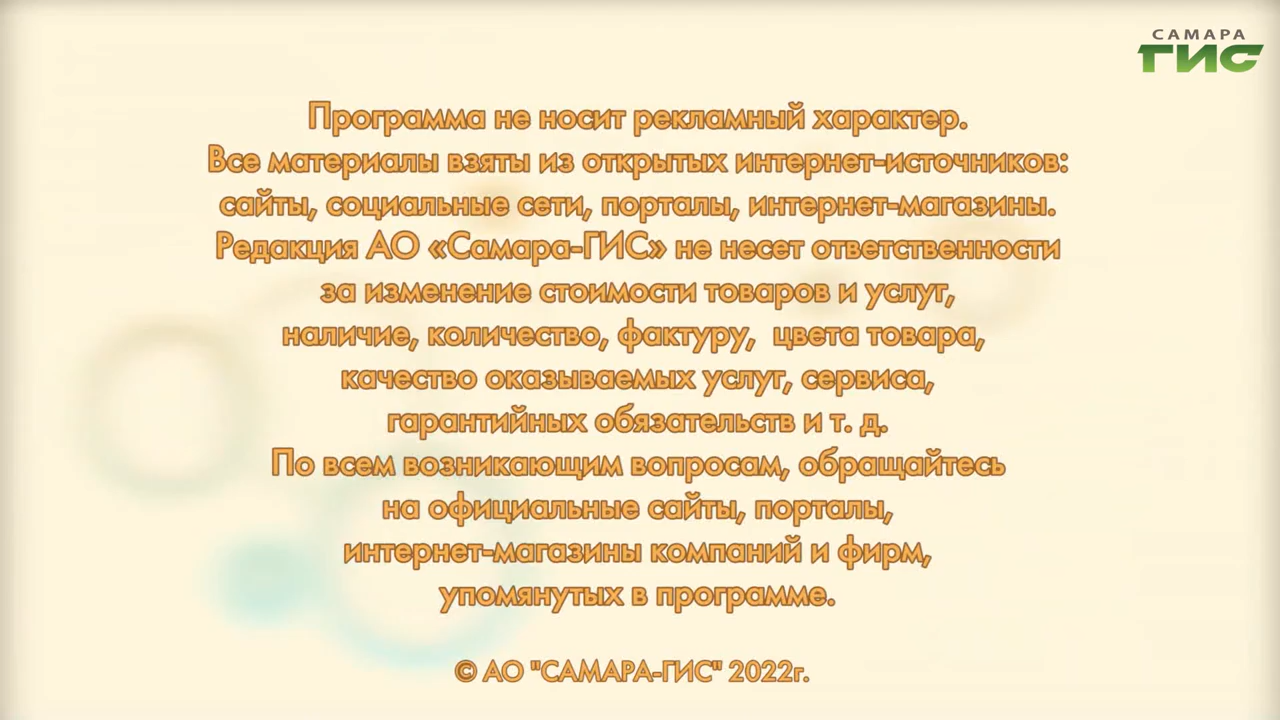 САМАРА
ГИС
Программа не носит рекламный характер.
Все материалы взяты из открытых интернет-источников:
сайты, социальные сети, порталы, интернет-магазины.
Редакция АО «Самара-ГИС» не несет ответственности
за изменение стоимости товаров и услуг,
наличие, количество, фактуру, цвета товара,
качество оказываемых услуг, сервиса,
гарантийных обязательств и т. д.
По всем возникающим вопросам, обращайтесь
на официальные сайты, порталы,
интернет-магазины компаний и фирм,
упомянутых в программе.
© АО "САМАРА-ГИС" 2022г.